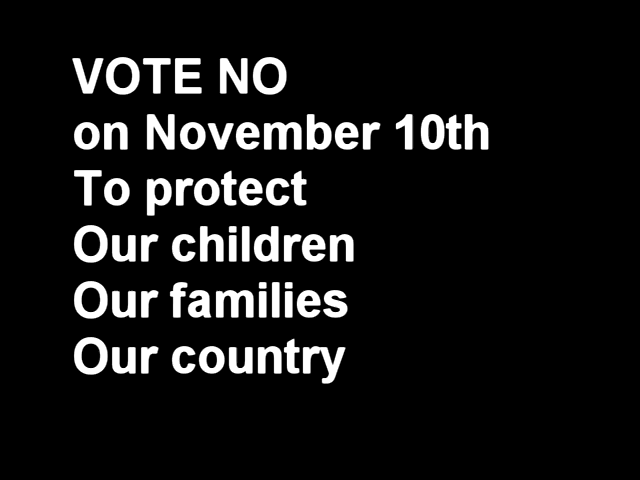 VOTE NO
on November 10th
To protect
Our children
Our families
Our country